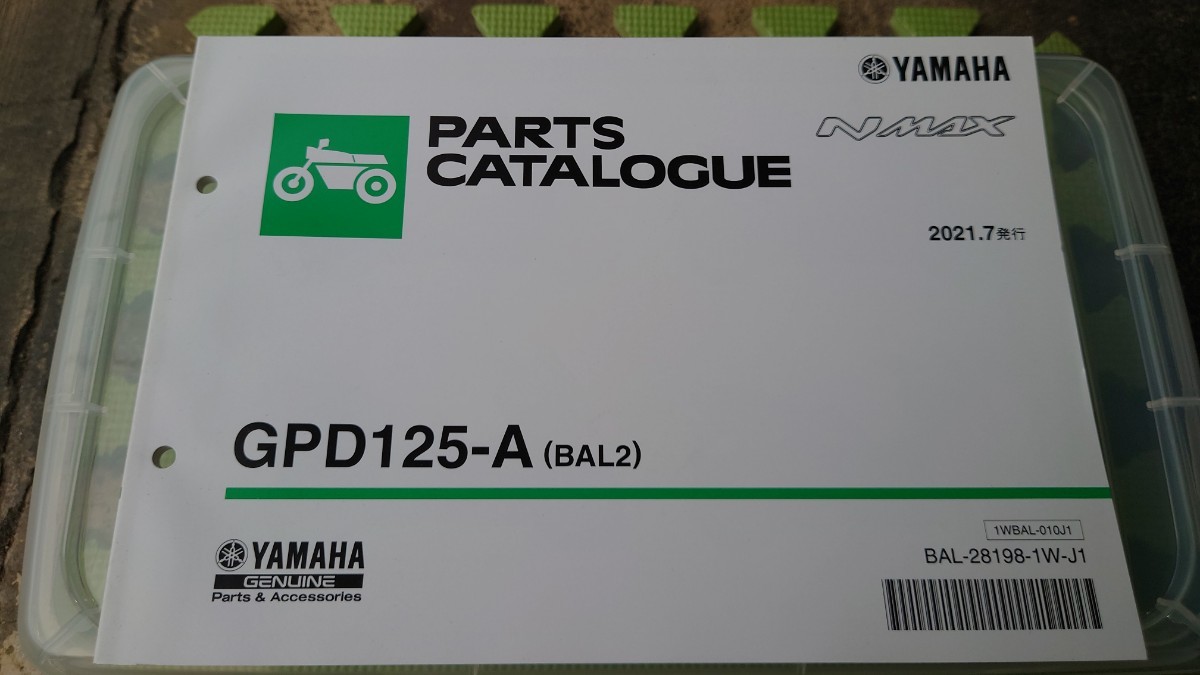 YAMAHA
NMAX
PARTS
CATALOGUE
2021.7発行
GPD125-A (BAL2)
1WBAL-010J1
BAL-28198-1W-J1
YAMAHA
GENUINE
Parts & Accessories